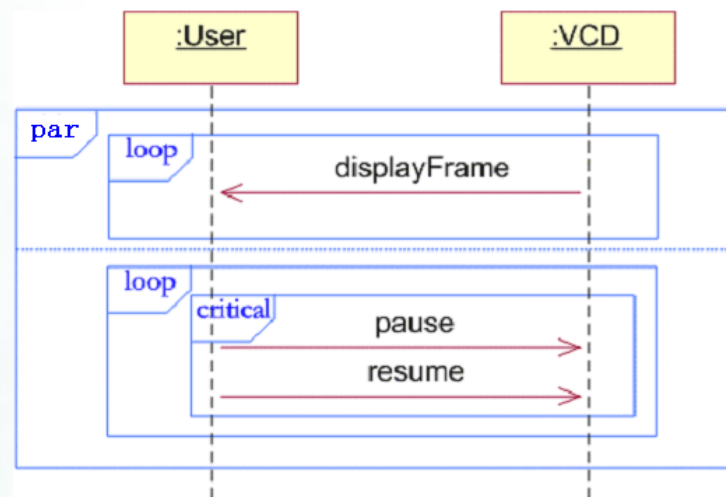 :User
:VCD
par
loop
displayFrame
loop
critical
pause
resume